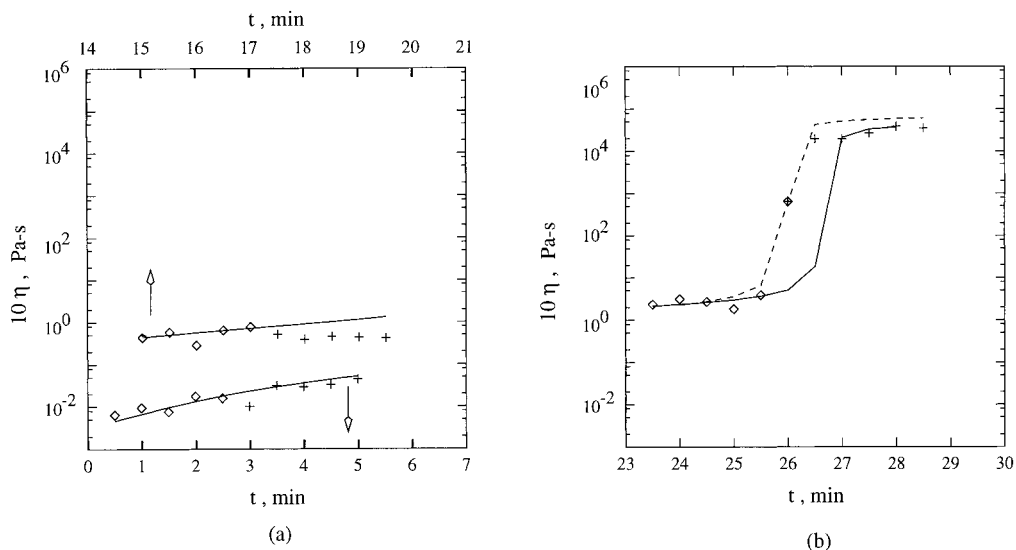 t , min
14 15 16 17 18 19 20 21
10^6
10^4
10^2
10^0
10^-2
10 η , Pa-s
0 1 2 3 4 5 6 7
t , min
(a)
10^6
10^4
10^2
10^0
10^-2
10 η , Pa-s
23 24 25 26 27 28 29 30
t , min
(b)